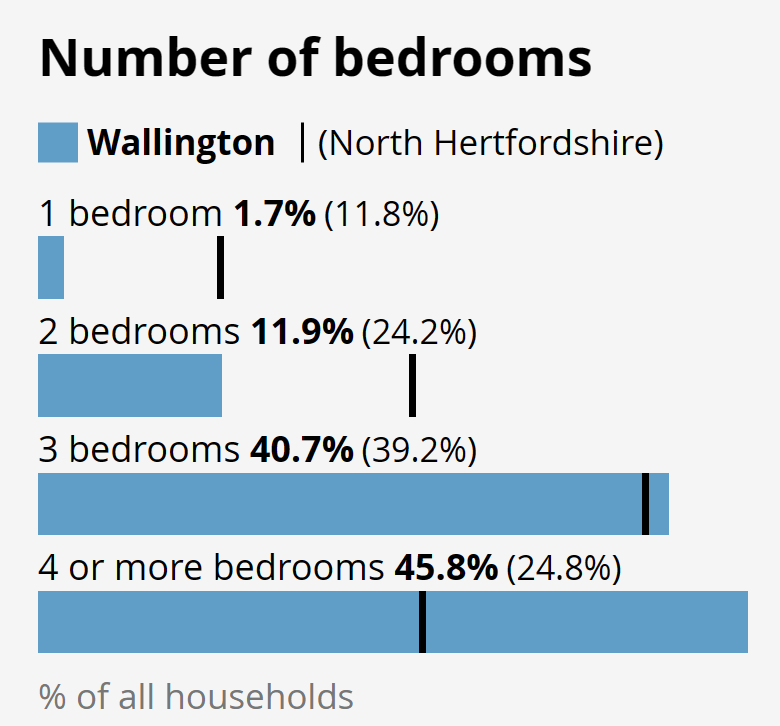 Number of bedrooms
Wallington (North Hertfordshire)
1 bedroom 1.7% (11.8%)
2 bedrooms 11.9% (24.2%)
3 bedrooms 40.7% (39.2%)
4 or more bedrooms 45.8% (24.8%)
% of all households